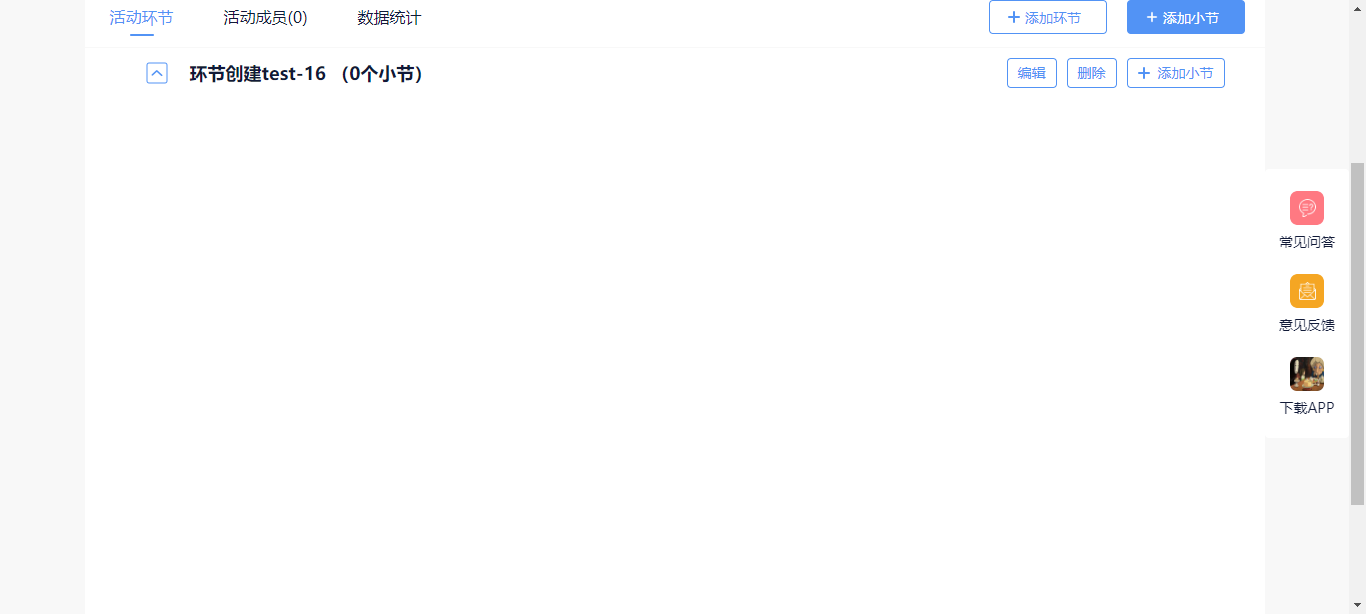 活动环节 活动成员(0) 数据统计 + 添加环节 + 添加小节
环节创建test-16 （0个小节） 编辑 删除 + 添加小节
常见问答
意见反馈
下载APP